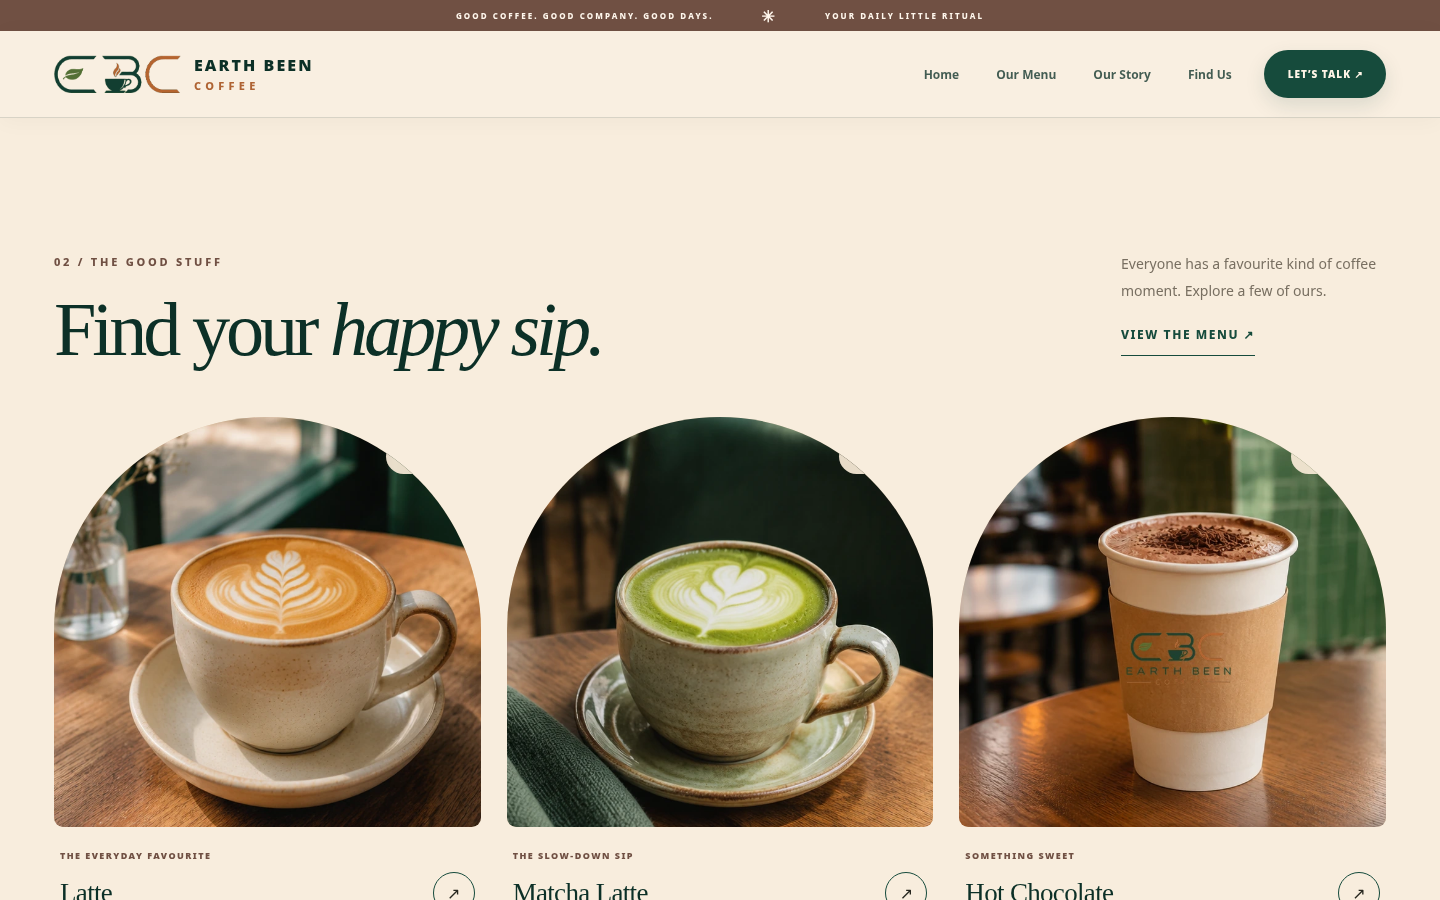 GOOD COFFEE. GOOD COMPANY. GOOD DAYS.
YOUR DAILY LITTLE RITUAL
EARTH BEEN
COFFEE
Home
Our Menu
Our Story
Find Us
LET'S TALK ↗
02 / THE GOOD STUFF
Find your happy sip.
Everyone has a favourite kind of coffee
moment. Explore a few of ours.
VIEW THE MENU ↗
EARTH BEEN
THE EVERYDAY FAVOURITE
Latte
THE SLOW-DOWN SIP
Matcha Latte
SOMETHING SWEET
Hot Chocolate